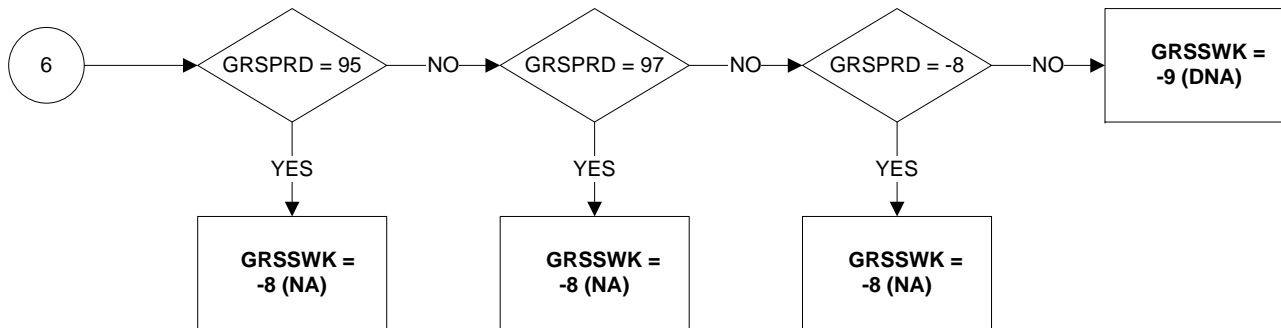 6
GRSPRD = 95
NO
GRSPRD = 97
NO
GRSPRD = -8
NO
GRSSWK =
-9 (DNA)
YES
YES
YES
GRSSWK =
-8 (NA)
GRSSWK =
-8 (NA)
GRSSWK =
-8 (NA)